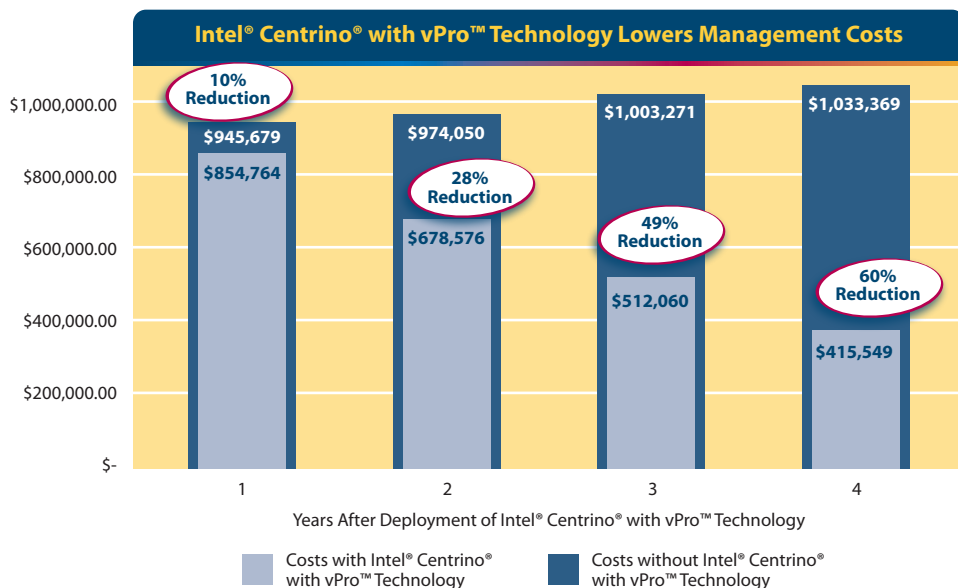 Intel® Centrino® with vPro™ Technology Lowers Management Costs
10%
Reduction
$1,000,000.00
$945,679
$974,050
$1,003,271
$1,033,369
$854,764
$800,000.00
28%
Reduction
$678,576
49%
Reduction
$600,000.00
60%
Reduction
$512,060
$400,000.00
$415,549
$200,000.00
$-
1
2
3
4
Years After Deployment of Intel® Centrino® with vPro™ Technology
Costs with Intel® Centrino®
with vPro™ Technology
Costs without Intel® Centrino®
with vPro™ Technology